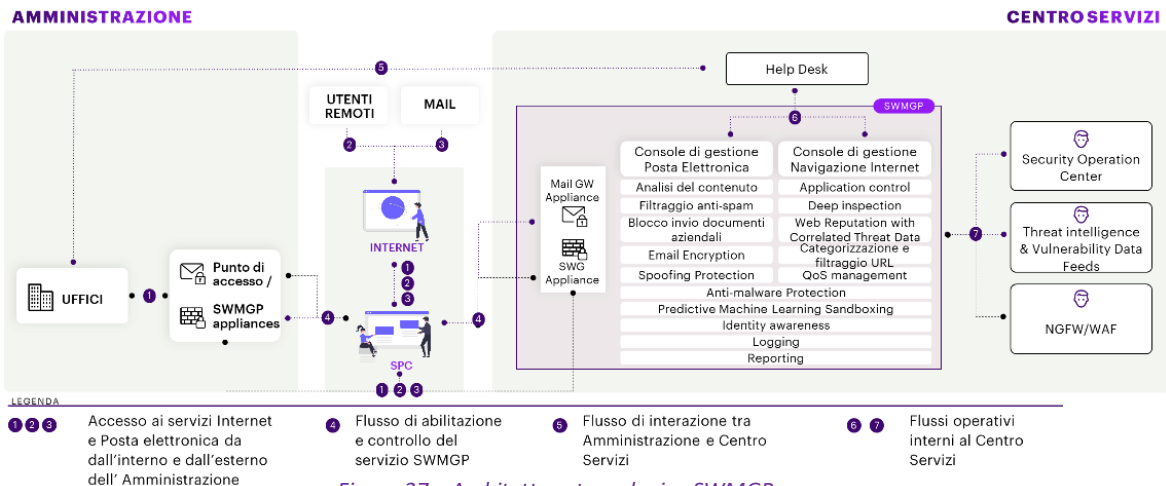 AMMINISTRAZIONE
CENTRO SERVIZI
5
Help Desk
UTENTI
REMOTI
MAIL
2
3
SWMGP
6
Console di gestione
Posta Elettronica
Console di gestione
Navigazione Internet
Mail GW
Appliance
SWG
Appliance
Analisi del contenuto
Application control
Filtraggio anti-spam
Deep inspection
Blocco invio documenti
aziendali
Web Reputation with
Correlated Threat Data
Email Encryption
Categorizzazione e
filtraggio URL
Spoofing Protection
QoS management
Anti-malware Protection
Predictive Machine Learning Sandboxing
Identity awareness
Logging
Reporting
Security Operation
Center
7
Threat intelligence
& Vulnerability Data
Feeds
NGFW/WAF
INTERNET
1
2
3
UFFICI
1
Punto di
accesso /
SWMGP
appliances
4
4
SPC
1 2 3
LEGENDA
1 2 3
Accesso ai servizi Internet
e Posta elettronica da
dall'interno e dall'esterno
dell' Amministrazione
4
Flusso di abilitazione
e controllo del
servizio SWMGP
5
Flusso di interazione tra
Amministrazione e Centro
Servizi
6 7
Flussi operativi
interni al Centro
Servizi